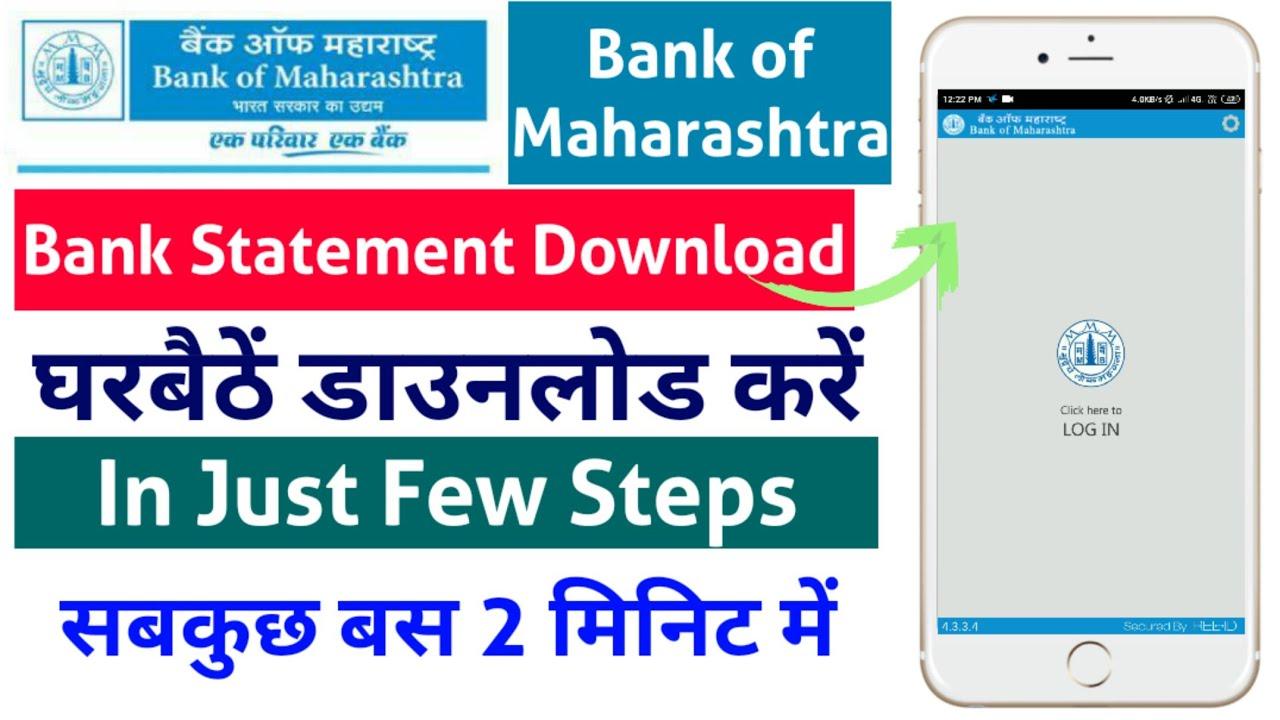 बैंक ऑफ महाराष्ट्र
Bank of Maharashtra
भारत सरकार का उद्यम
एक परिवार एक बैंक
Bank of
Maharashtra
Bank Statement Download
घरबैठें डाउनलोड करें
In Just Few Steps
सबकुछ बस 2 मिनिट में
12:22 PM
4.0KB/s
4G
बैंक ऑफ महाराष्ट्र
Bank of Maharashtra
Click here to
LOG IN
4.3.3.4
Secured By